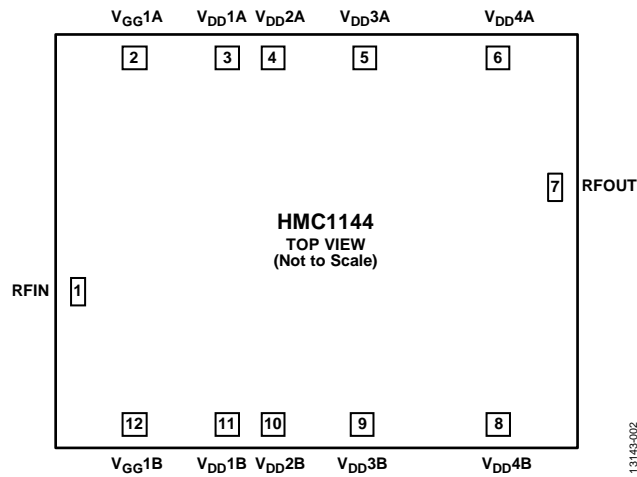 VGG1A VDD1A VDD2A VDD3A VDD4A
2 3 4 5 6
7 RFOUT
HMC1144
TOP VIEW
(Not to Scale)
RFIN 1
12 11 10 9 8
VGG1B VDD1B VDD2B VDD3B VDD4B
13143-002